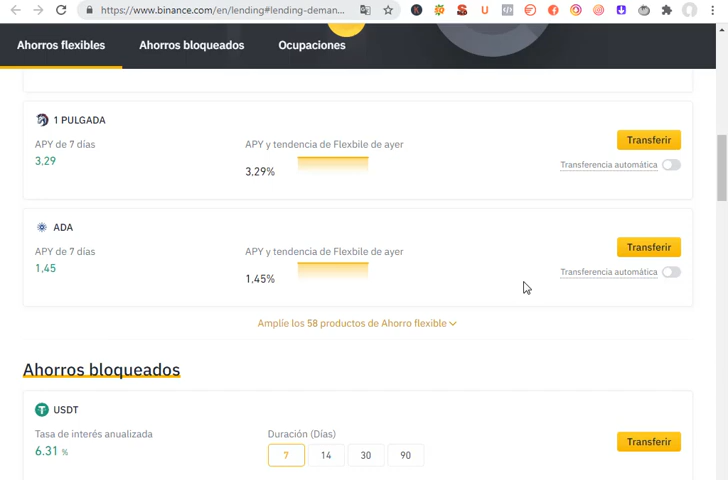 https://www.binance.com/en/lending#lending-deman...
Ahorros flexibles Ahorros bloqueados Ocupaciones
1 PULGADA
APY de 7 días APY y tendencia de Flexbile de ayer Transferir
3.29 3,29% Transferencia automática
ADA
APY de 7 días APY y tendencia de Flexbile de ayer Transferir
1,45 1,45% Transferencia automática
Amplíe los 58 productos de Ahorro flexible
Ahorros bloqueados
USDT
Tasa de interés anualizada Duración (Días) Transferir
6.31 % 7 14 30 90